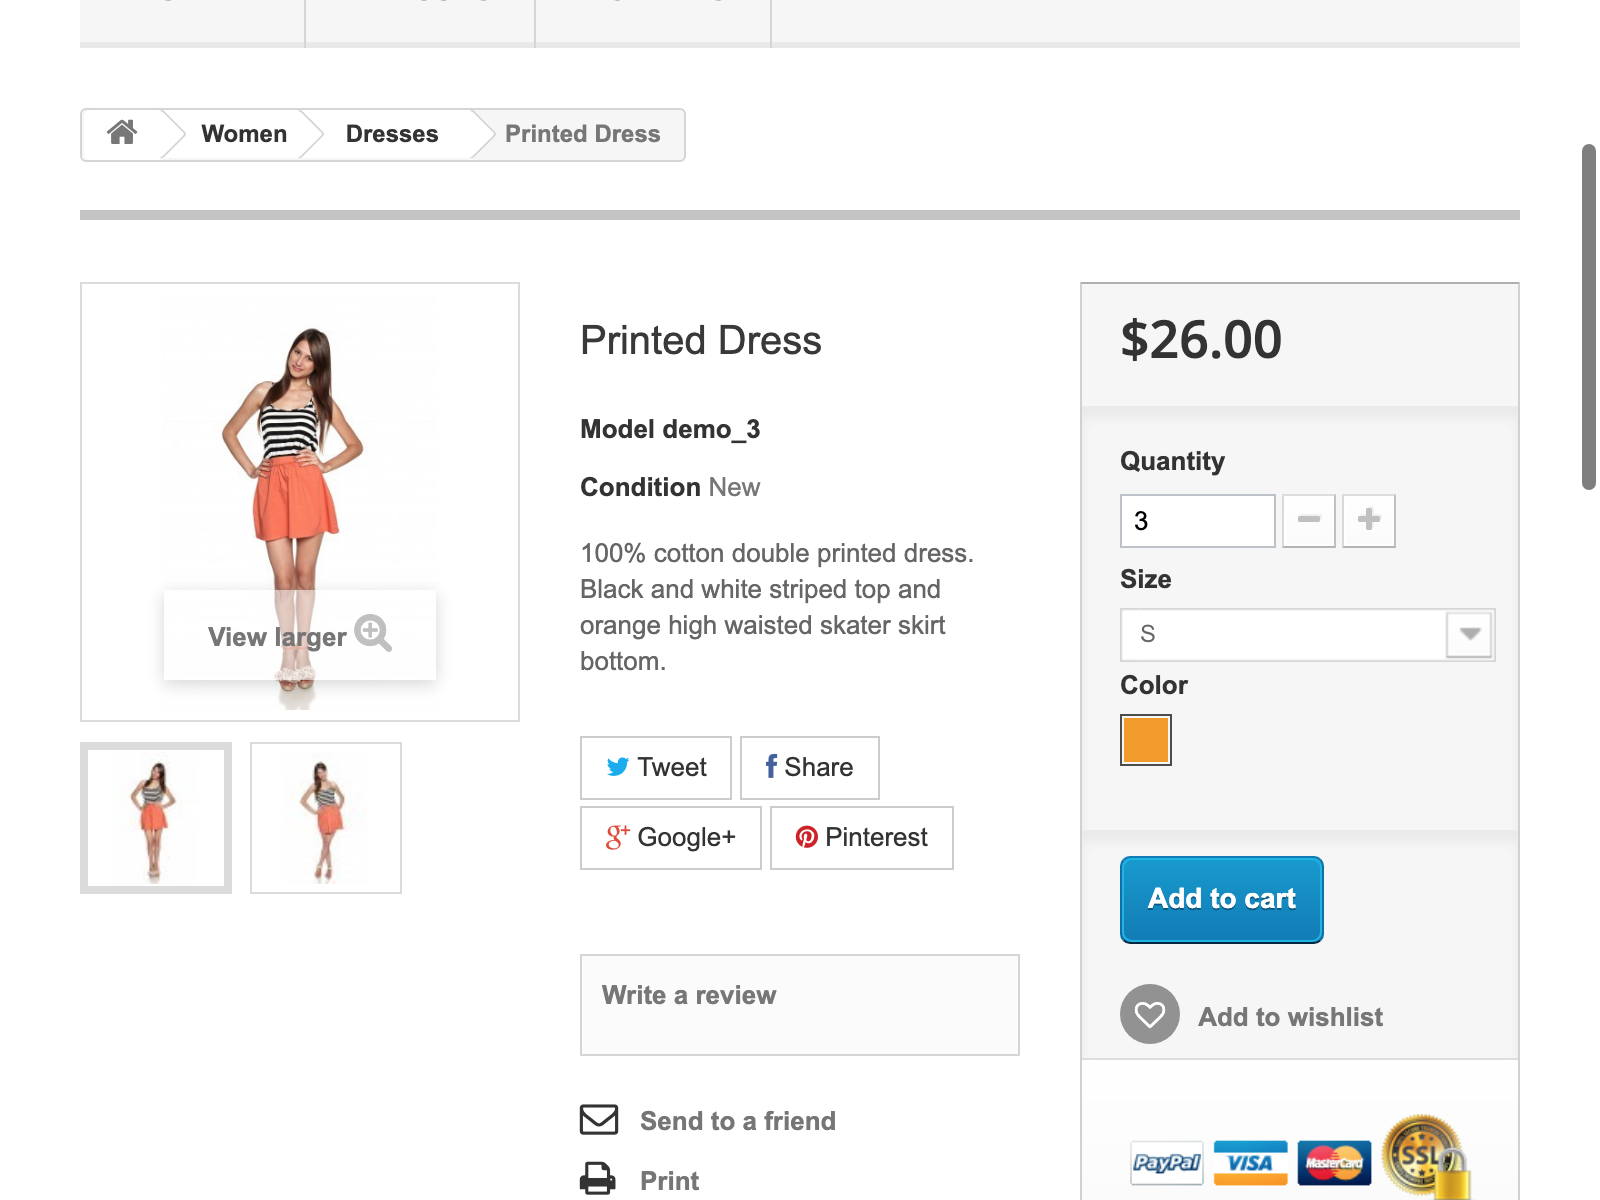 Women
Dresses
Printed Dress
View larger
Printed Dress
Model demo_3
Condition New
100% cotton double printed dress.
Black and white striped top and
orange high waisted skater skirt
bottom.
Tweet
Share
Google+
Pinterest
Write a review
Send to a friend
Print
$26.00
Quantity
3
Size
S
Color
Add to cart
Add to wishlist
PayPal
VISA
MasterCard
SSL